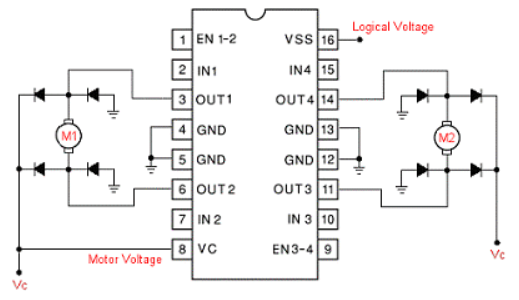 Logical Voltage
1 EN 1-2 VSS 16
2 IN1 IN4 15
3 OUT1 OUT4 14
M1 4 GND GND 13 M2
5 GND GND 12
6 OUT2 OUT3 11
7 IN 2 IN 3 10
Motor Voltage 8 VC EN3-4 9
Vc Vc